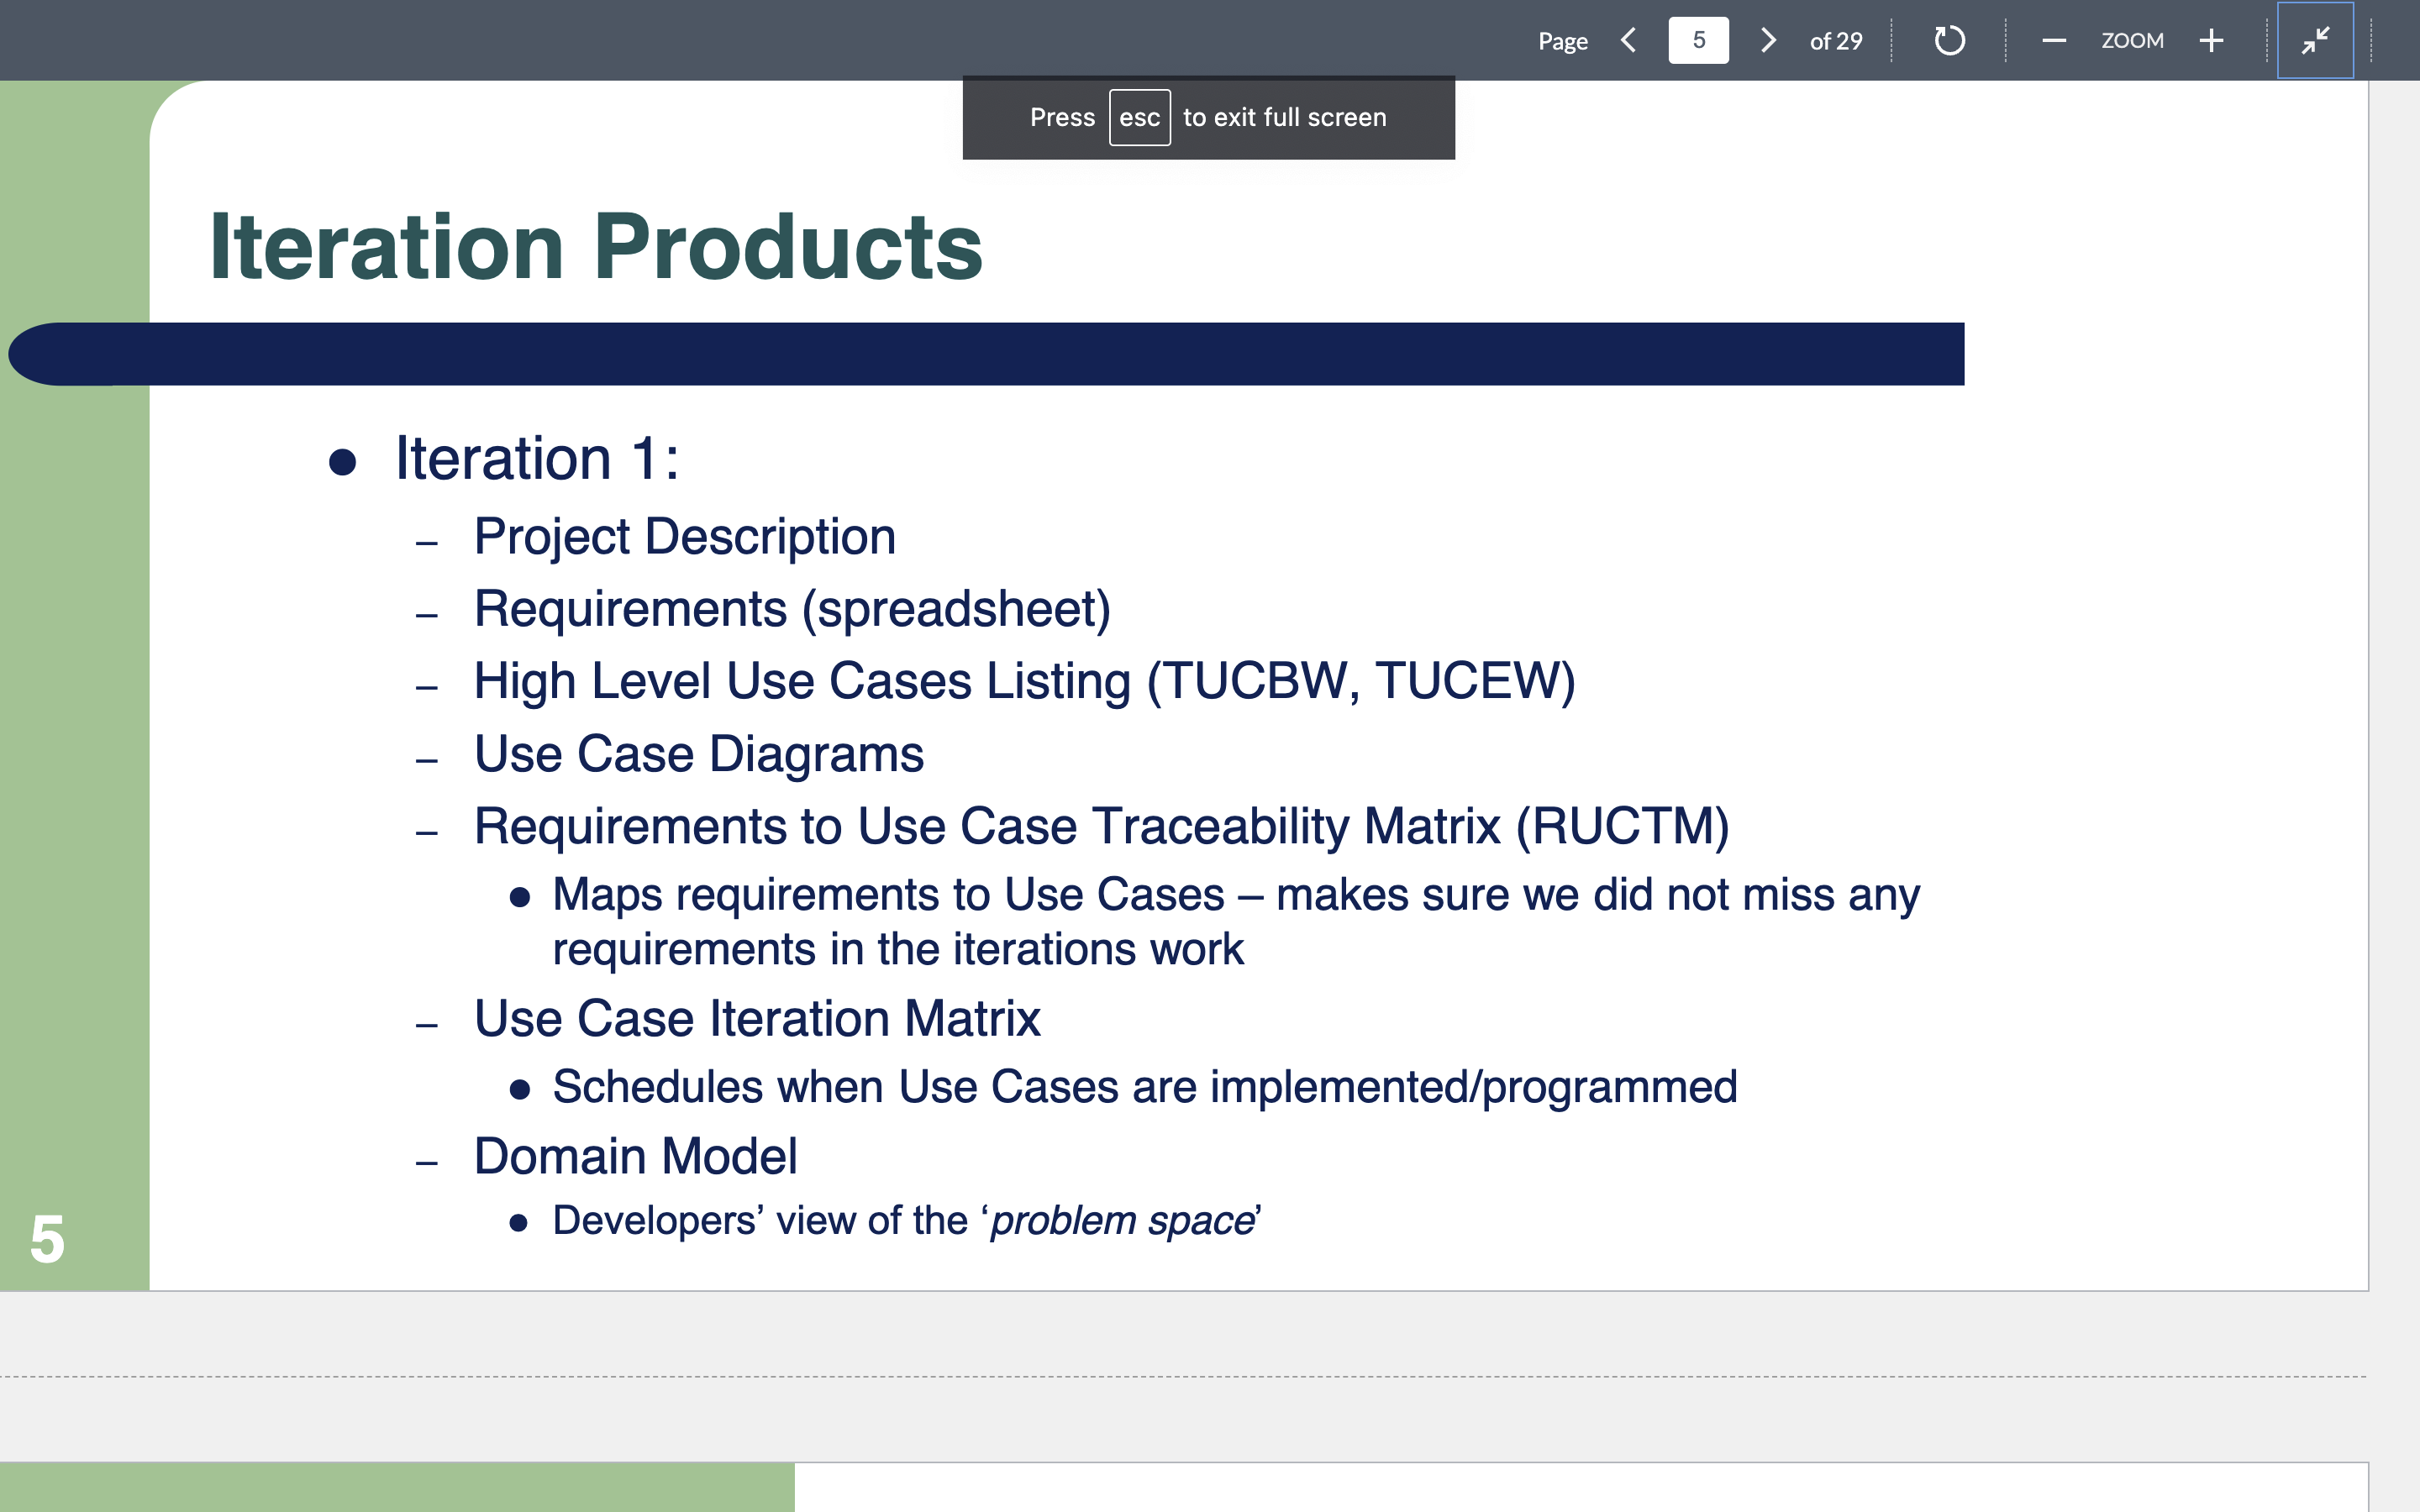 Page 5 of 29 ZOOM
Press esc to exit full screen
Iteration Products
● Iteration 1:
– Project Description
– Requirements (spreadsheet)
– High Level Use Cases Listing (TUCBW, TUCEW)
– Use Case Diagrams
– Requirements to Use Case Traceability Matrix (RUCTM)
● Maps requirements to Use Cases – makes sure we did not miss any
requirements in the iterations work
– Use Case Iteration Matrix
● Schedules when Use Cases are implemented/programmed
– Domain Model
● Developers’ view of the ‘problem space’
5